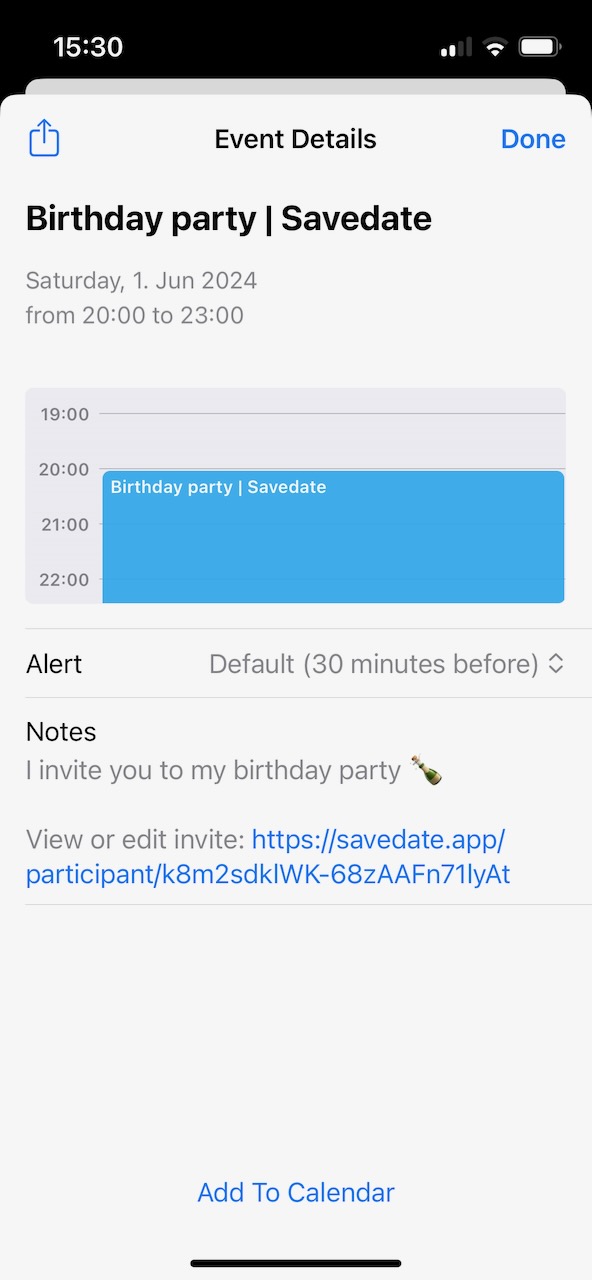 15:30
Event Details
Done
Birthday party | Savedate
Saturday, 1. Jun 2024
from 20:00 to 23:00
19:00
20:00
Birthday party | Savedate
21:00
22:00
Alert
Default (30 minutes before)
Notes
I invite you to my birthday party 🍾
View or edit invite: https://savedate.app/
participant/k8m2sdklWK-68zAAFn71lyAt
Add To Calendar